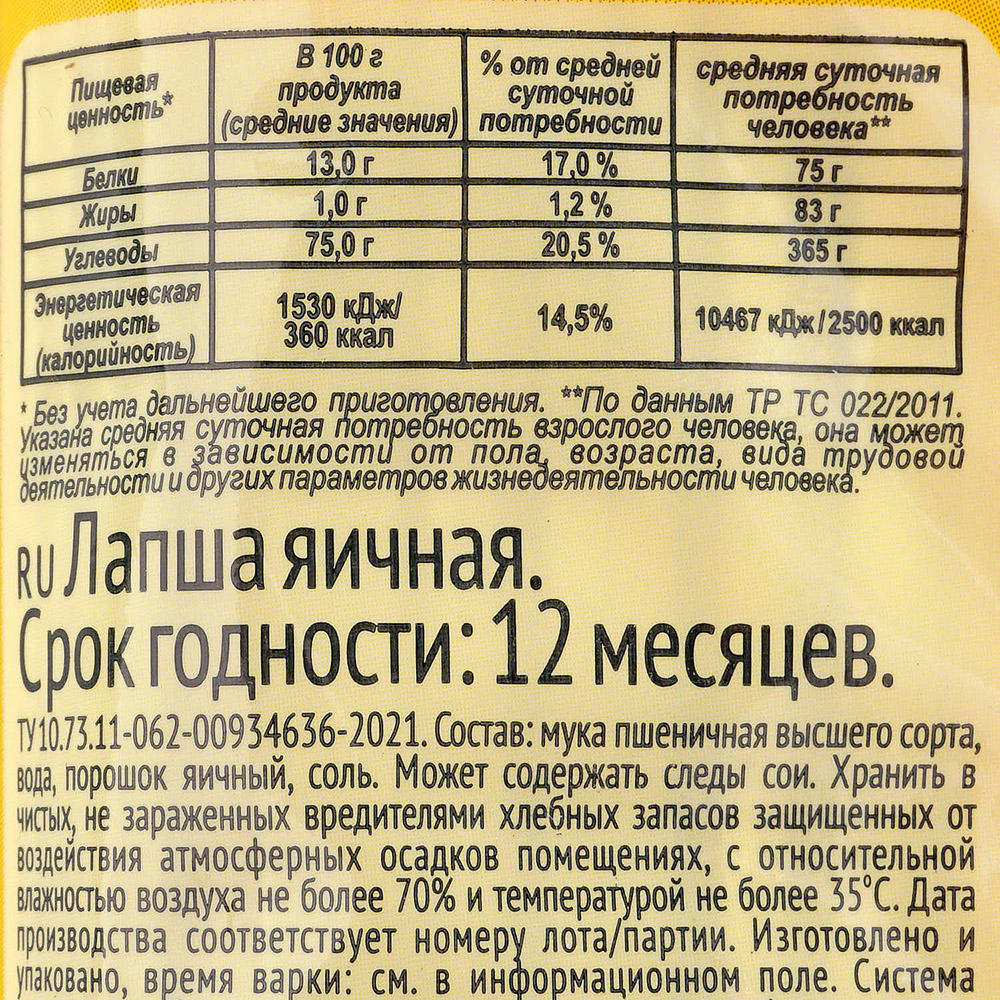 Пищевая ценность*
В 100 г продукта (средние значения)
% от средней суточной потребности
средняя суточная потребность человека**
Белки 13,0 г 17,0 % 75 г
Жиры 1,0 г 1,2 % 83 г
Углеводы 75,0 г 20,5 % 365 г
Энергетическая ценность (калорийность) 1530 кДж/ 360 ккал 14,5% 10467 кДж/2500 ккал
* Без учета дальнейшего приготовления. **По данным ТР ТС 022/2011.
Указана средняя суточная потребность взрослого человека, она может
изменяться в зависимости от пола, возраста, вида трудовой
деятельности и других параметров жизнедеятельности человека.
RU Лапша яичная.
Срок годности: 12 месяцев.
ТУ10.73.11-062-00934636-2021. Состав: мука пшеничная высшего сорта,
вода, порошок яичный, соль. Может содержать следы сои. Хранить в
чистых, не зараженных вредителями хлебных запасов защищенных от
воздействия атмосферных осадков помещениях, с относительной
влажностью воздуха не более 70% и температурой не более 35°С. Дата
производства соответствует номеру лота/партии. Изготовлено и
упаковано, время варки: см. в информационном поле. Система